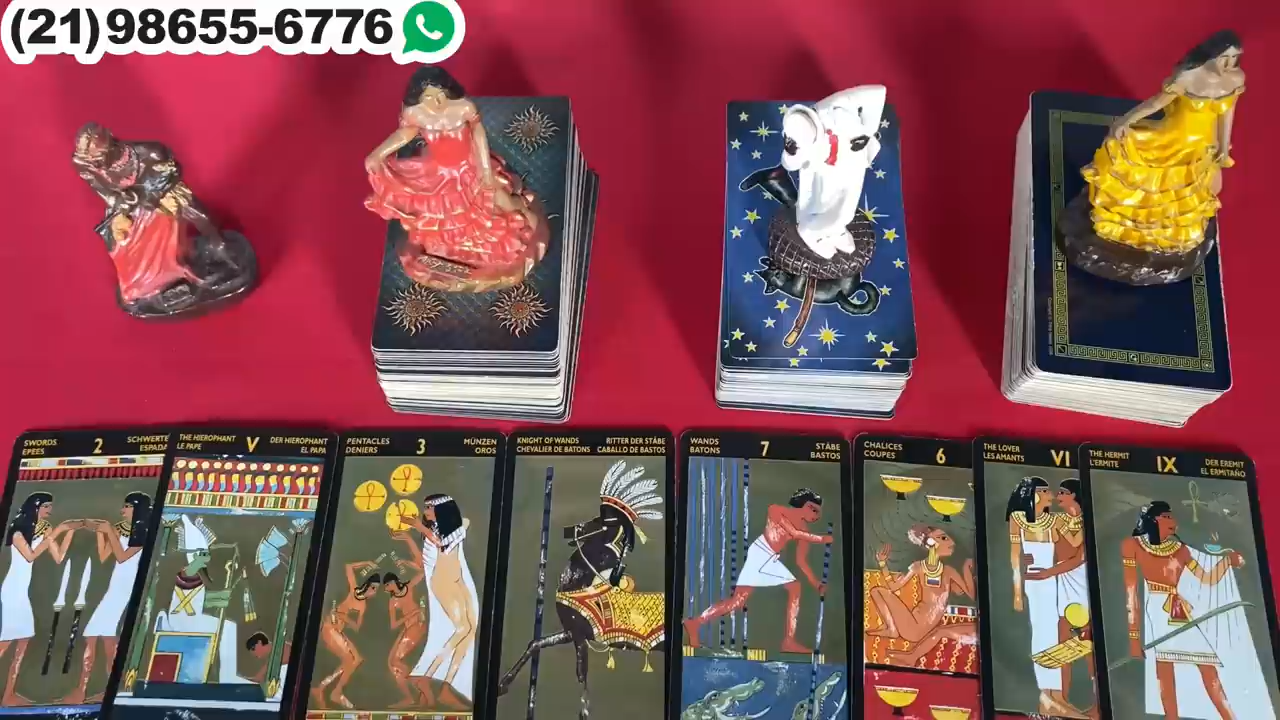 (21)98655-6776
SWORDS
EPEES
2
SCHWERTE
ESPADA
THE HIEROPHANT
LE PAPE
V
DER HIEROPHANT
EL PAPA
PENTACLES
DENIERS
3
MÜNZEN
OROS
KNIGHT OF WANDS
CHEVALIER DE BATONS
RITTER DER STÄBE
CABALLO DE BASTOS
WANDS
BATONS
7
STÄBE
BASTOS
CHALICES
COUPES
6
THE LOVER
LES AMANTS
VI
THE HERMIT
L'ERMITE
IX
DER EREMIT
EL ERMITAÑO